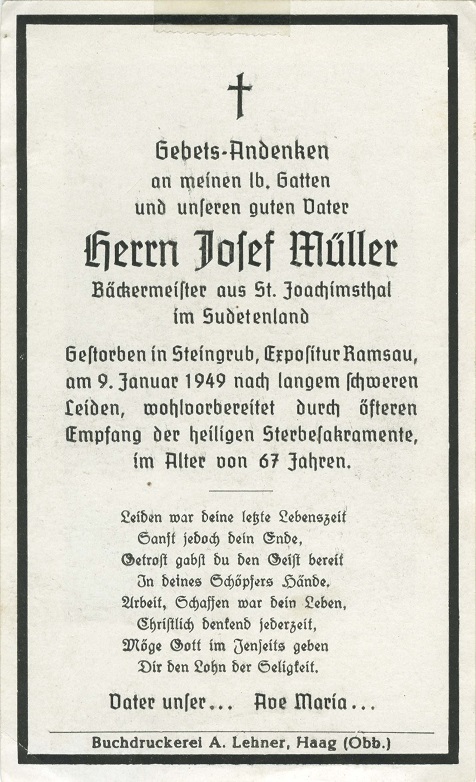 Gebets-Andenken
an meinen lb. Gatten
und unseren guten Vater
Herrn Josef Müller
Bäckermeister aus St. Joachimsthal
im Sudetenland
Gestorben in Steingrub, Expositur Ramsau,
am 9. Januar 1949 nach langem schweren
Leiden, wohlvorbereitet durch öfteren
Empfang der heiligen Sterbesakramente,
im Alter von 67 Jahren.
Leiden war deine letzte Lebenszeit
Sanft jedoch dein Ende,
Getrost gabst du den Geist bereit
In deines Schöpfers Hände.
Arbeit, Schaffen war dein Leben,
Christlich denkend jederzeit,
Möge Gott im Jenseits geben
Dir den Lohn der Seligkeit.
Vater unser... Ave Maria...
Buchdruckerei A. Lehner, Haag (Obb.)